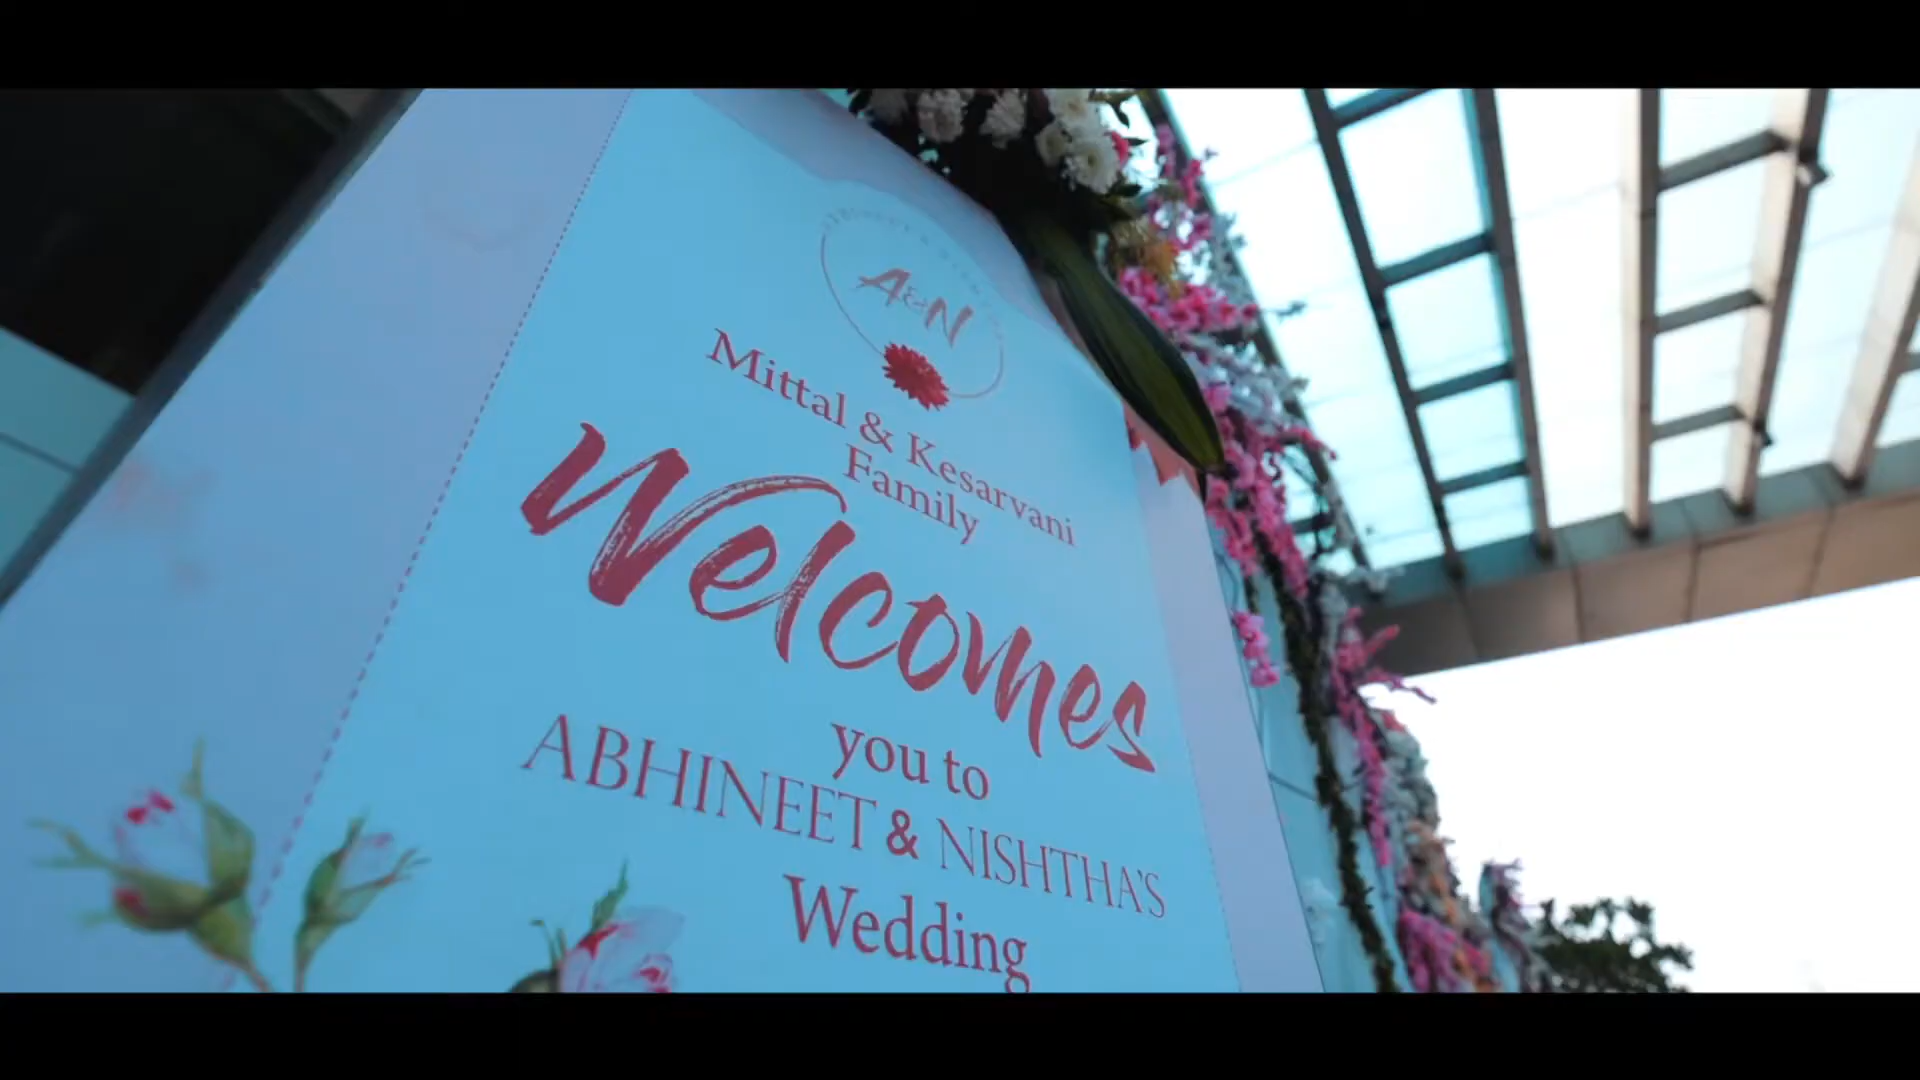 A&N
Mittal & Kesarvani
Family
Welcomes
you to
ABHINEET & NISHTHA'S
Wedding